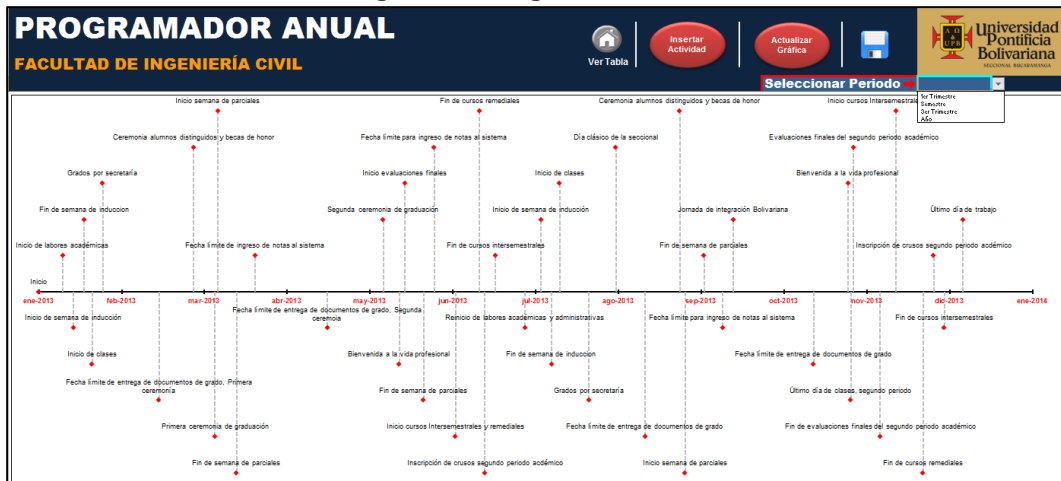 PROGRAMADOR ANUAL
FACULTAD DE INGENIERÍA CIVIL
Ver Tabla
Insertar
Actividad
Actualizar
Gráfica
Universidad
Pontificia
Bolivariana
SECCIONAL BUCARAMANGA
A Ω
UPB
Seleccionar Periodo
1er Trimestre
Semestre
3er Trimestre
Año
Inicio semana de parciales
Fin de cursos remediales
Ceremonia alumnos distinguidos y becas de honor
Inicio cursos Intersemestrale
Ceremonia alumnos distinguidos y becas de honor
Fecha límite para ingreso de notas al sistema
Día clásico de la seccional
Evaluaciones finales del segundo periodo académico
Grados por secretaría
Inicio evaluaciones finales
Inicio de clases
Bienvenida a la vida profesional
Fin de semana de induccion
Segunda ceremonia de graduación
Inicio de semana de inducción
Jornada de integración Bolivariana
Último día de trabajo
Inicio de labores académicas
Fecha límite de ingreso de notas al sistema
Fin de cursos intersemestrales
Fin de semana de parciales
Inscripción de crusos segundo periodo acdémico
Inicio
ene-2013 feb-2013 mar-2013 abr-2013 may-2013 jun-2013 jul-2013 ago-2013 sep-2013 oct-2013 nov-2013 dic-2013 ene-2014
Inicio de semana de inducción
Fecha límite de entrega de documentos de grado, Segunda
ceremoia
Reinicio de labores académicas y administrativas
Fecha límite para ingreso de notas al sistema
Fin de cursos intersemestrales
Inicio de clases
Bienvenida a la vida profesional
Fin de semana de induccion
Fecha límite de entrega de documentos de grado
Fecha límite de entrega de documentos de grado, Primera
ceremonía
Fin de semana de parciales
Grados por secretaría
Último día de clases, segundo periodo
Primera ceremonia de graduación
Inicio cursos Intersemestrales y remediales
Fecha límite de entrega de documentos de grado
Fin de evaluaciones finales del segundo periodo académico
Fin de semana de parciales
Inscripción de crusos segundo periodo acdémico
Inicio semana de parciales
Fin de cursos remediales